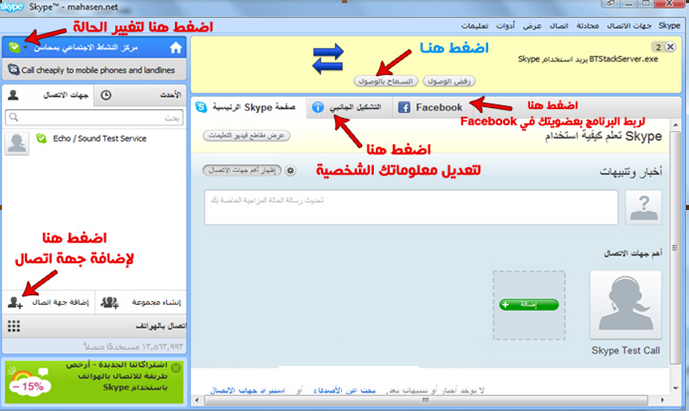 Skype™ - mahasen.net
Skype جهات الاتصال محادثة اتصال عرض أدوات تعليمات
اضغط هنا لتغيير الحالة
مركز النشاط الاجتماعي بمحاسن
Call cheaply to mobile phones and landlines
جهات الاتصال
الأحدث
بحث
Echo / Sound Test Service
اضغط هنا
لإضافة جهة اتصال
إضافة جهة اتصال
إنشاء مجموعة
اتصال بالهواتف
١٣,٥٦٣,٩٩٣ مستخدمًا متصلاً
اشتراكاتنا الجديدة - أرخص
طريقة للاتصال بالهواتف
باستخدام Skype
-15%
2
BTStackServer.exe يريد استخدام Skype
اضغط هنا
السماح بالوصول
رفض الوصول
صفحة Skype الرئيسية
التشكيل الجانبي
Facebook
اضغط هنا
لربط البرنامج بعضويتك في Facebook
عرض مقاطع فيديو التعليمات
تعلم كيفية استخدام Skype
اضغط هنا
لتعديل معلوماتك الشخصية
إظهار أهم جهات الاتصال
أخبار وتنبيهات
تحديث رسالة الحالة المزاجية الخاصة بك
أهم جهات الاتصال
إضافة
Skype Test Call
لا يوجد أخبار أو تنبيهات بعد. بحث عن الأصدقاء أو استيراد جهات الاتصال